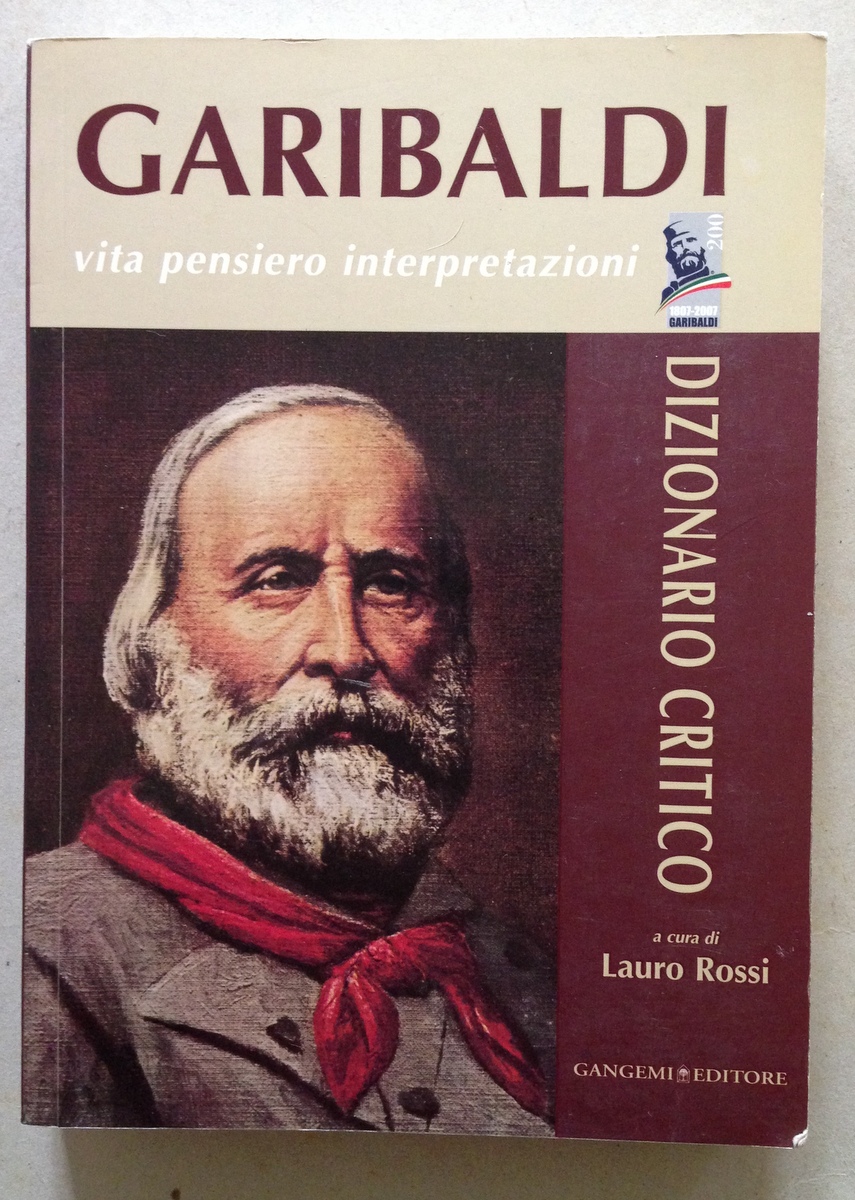 GARIBALDI
vita pensiero interpretazioni
200
1807-2007
GARIBALDI
DIZIONARIO CRITICO
a cura di
Lauro Rossi
GANGEMI EDITORE